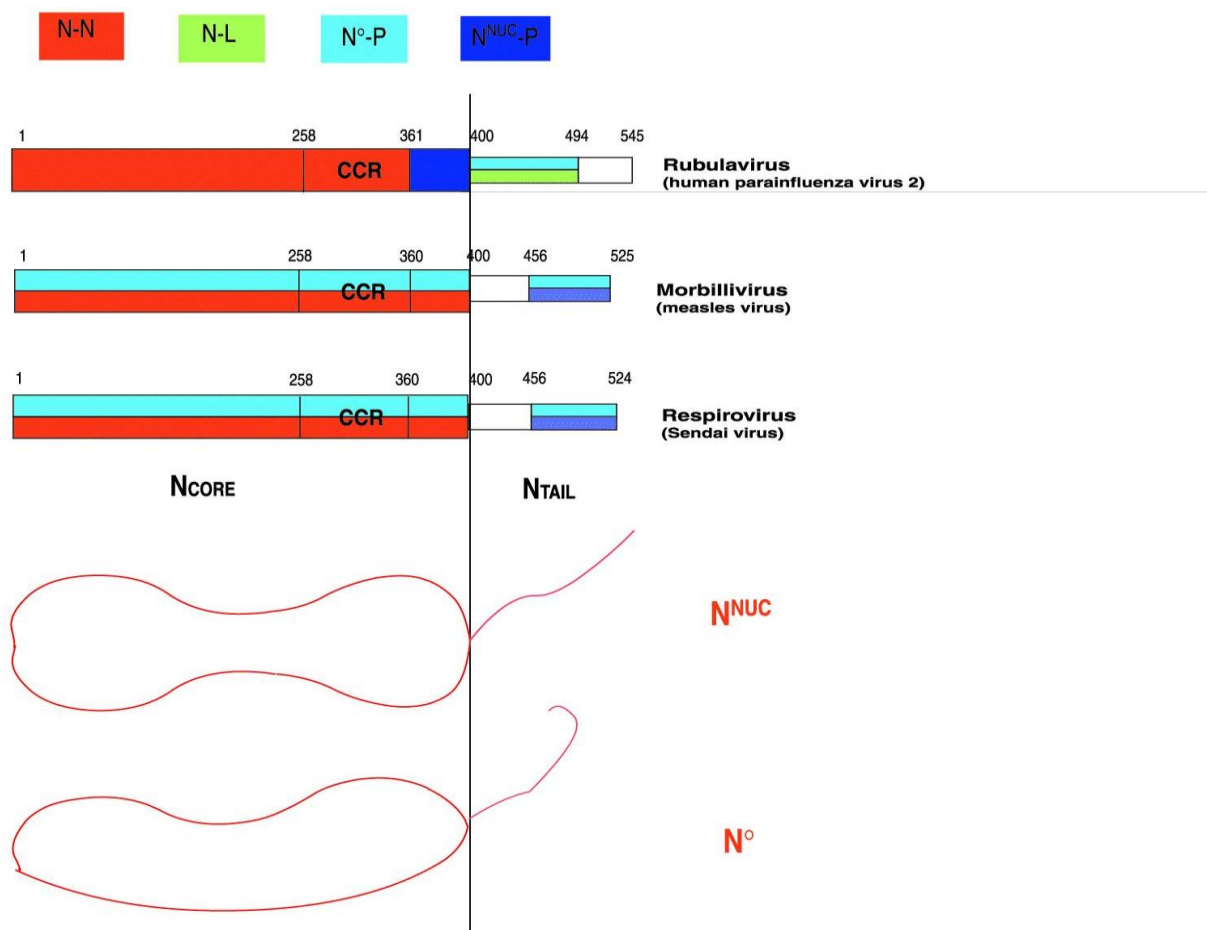 N-N N-L N°-P N^NUC-P
1 258 361 400 494 545
CCR
Rubulavirus
(human parainfluenza virus 2)
1 258 360 400 456 525
CCR
Morbillivirus
(measles virus)
1 258 360 400 456 524
CCR
Respirovirus
(Sendai virus)
NCORE NTAIL
N^NUC
N°